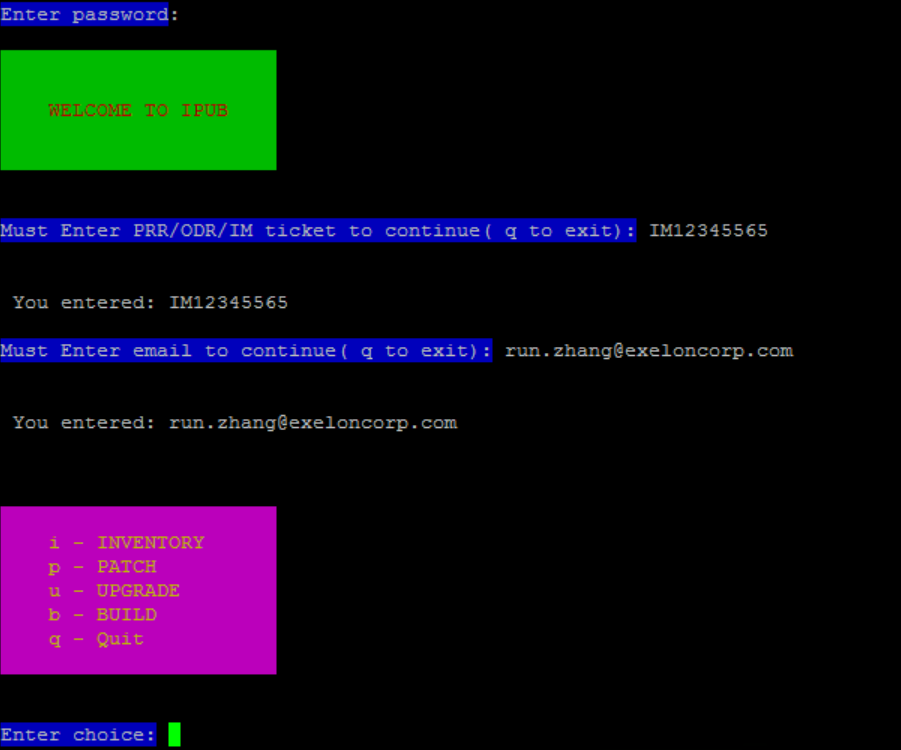 Enter password:
WELCOME TO IPUB
Must Enter PRR/ODR/IM ticket to continue( q to exit): IM12345565
You entered: IM12345565
Must Enter email to continue( q to exit): run.zhang@exeloncorp.com
You entered: run.zhang@exeloncorp.com
i - INVENTORY
p - PATCH
u - UPGRADE
b - BUILD
q - Quit
Enter choice: